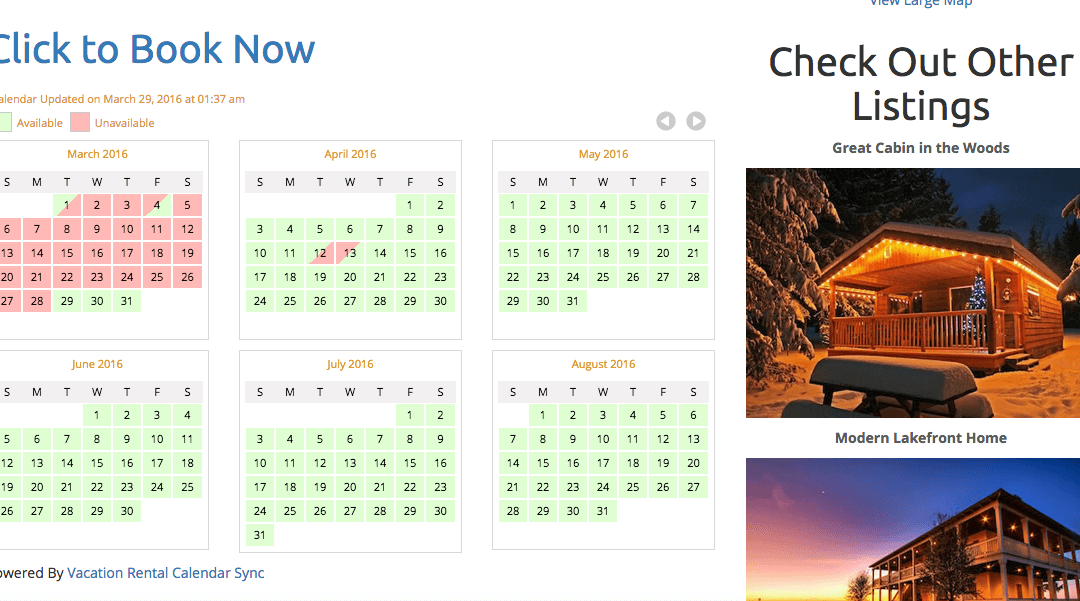 View Large Map
Click to Book Now
Calendar Updated on March 29, 2016 at 01:37 am
Available Unavailable
March 2016
S M T W T F S
1 2 3 4 5
6 7 8 9 10 11 12
13 14 15 16 17 18 19
20 21 22 23 24 25 26
27 28 29 30 31
April 2016
S M T W T F S
1 2
3 4 5 6 7 8 9
10 11 12 13 14 15 16
17 18 19 20 21 22 23
24 25 26 27 28 29 30
May 2016
S M T W T F S
1 2 3 4 5 6 7
8 9 10 11 12 13 14
15 16 17 18 19 20 21
22 23 24 25 26 27 28
29 30 31
June 2016
S M T W T F S
1 2 3 4
5 6 7 8 9 10 11
12 13 14 15 16 17 18
19 20 21 22 23 24 25
26 27 28 29 30
July 2016
S M T W T F S
1 2
3 4 5 6 7 8 9
10 11 12 13 14 15 16
17 18 19 20 21 22 23
24 25 26 27 28 29 30
31
August 2016
S M T W T F S
1 2 3 4 5 6
7 8 9 10 11 12 13
14 15 16 17 18 19 20
21 22 23 24 25 26 27
28 29 30 31
owered By Vacation Rental Calendar Sync
Check Out Other
Listings
Great Cabin in the Woods
Modern Lakefront Home